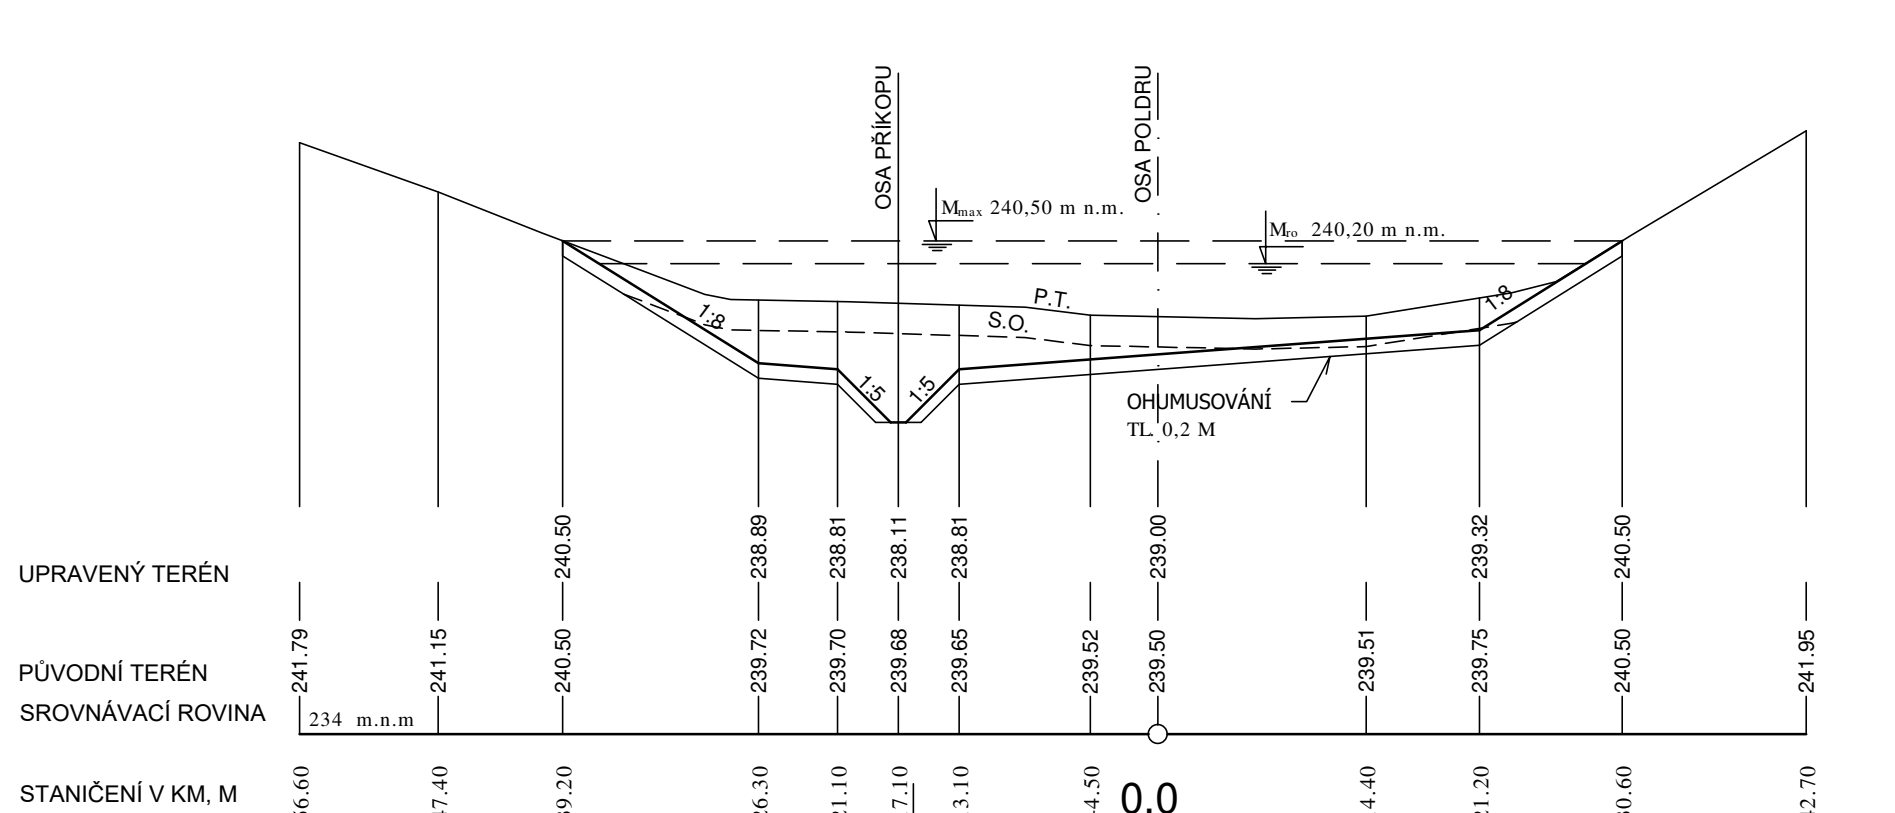 OSA PŘÍKOPU
OSA POLDRU
Mmax 240,50 m n.m.
Mro 240,20 m n.m.
P.T.
S.O.
1:8
1:8
1:5
1:5
OHUMUSOVÁNÍ
TL. 0,2 M
UPRAVENÝ TERÉN
240.50 238.89 238.81 238.11 238.81 239.00 239.32 240.50
PŮVODNÍ TERÉN
241.79 241.15 240.50 239.72 239.70 239.68 239.65 239.52 239.50 239.51 239.75 240.50 241.95
SROVNÁVACÍ ROVINA
234 m.n.m
STANIČENÍ V KM, M
0.0